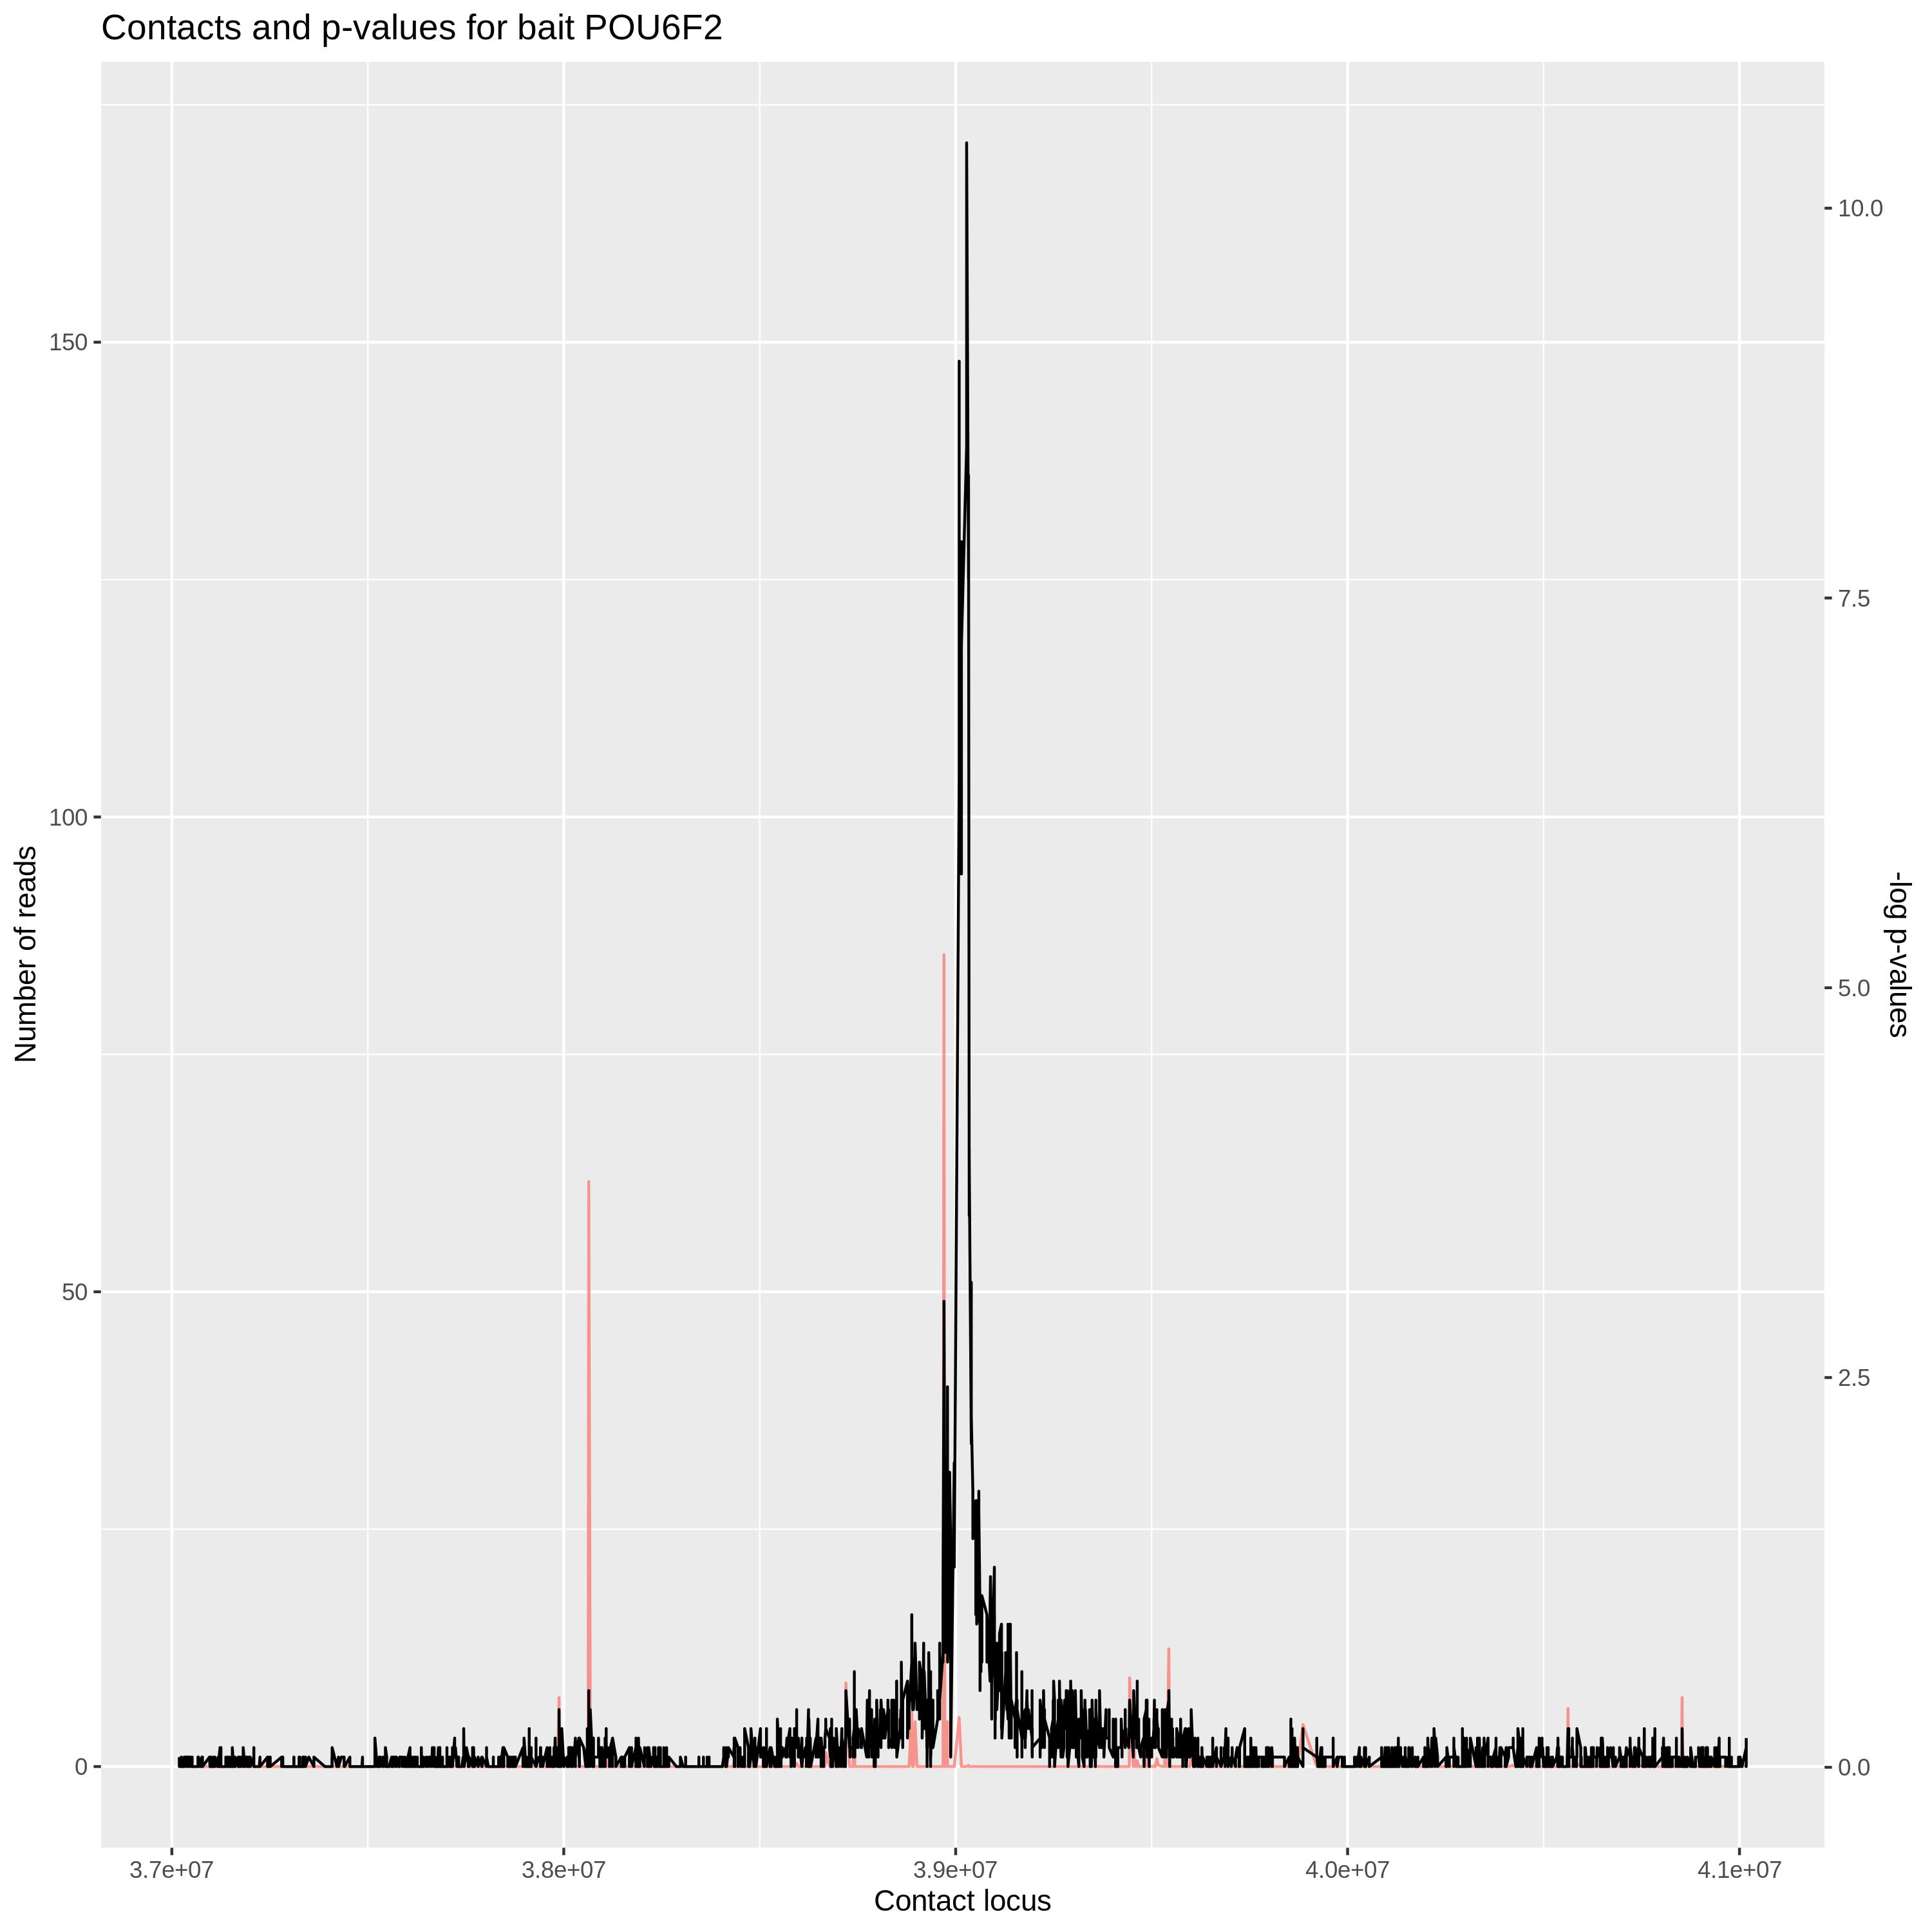 Contacts and p-values for bait POU6F2
Number of reads
150
100
50
0
10.0
7.5
5.0
2.5
0.0
-log p-values
3.7e+07 3.8e+07 3.9e+07 4.0e+07 4.1e+07
Contact locus